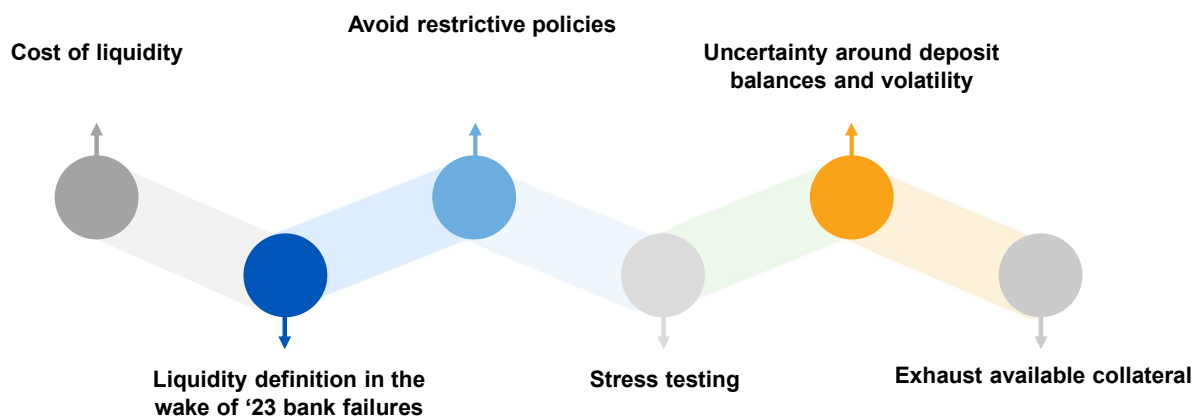 Avoid restrictive policies
Cost of liquidity
Uncertainty around deposit
balances and volatility
Liquidity definition in the
wake of ‘23 bank failures
Stress testing
Exhaust available collateral